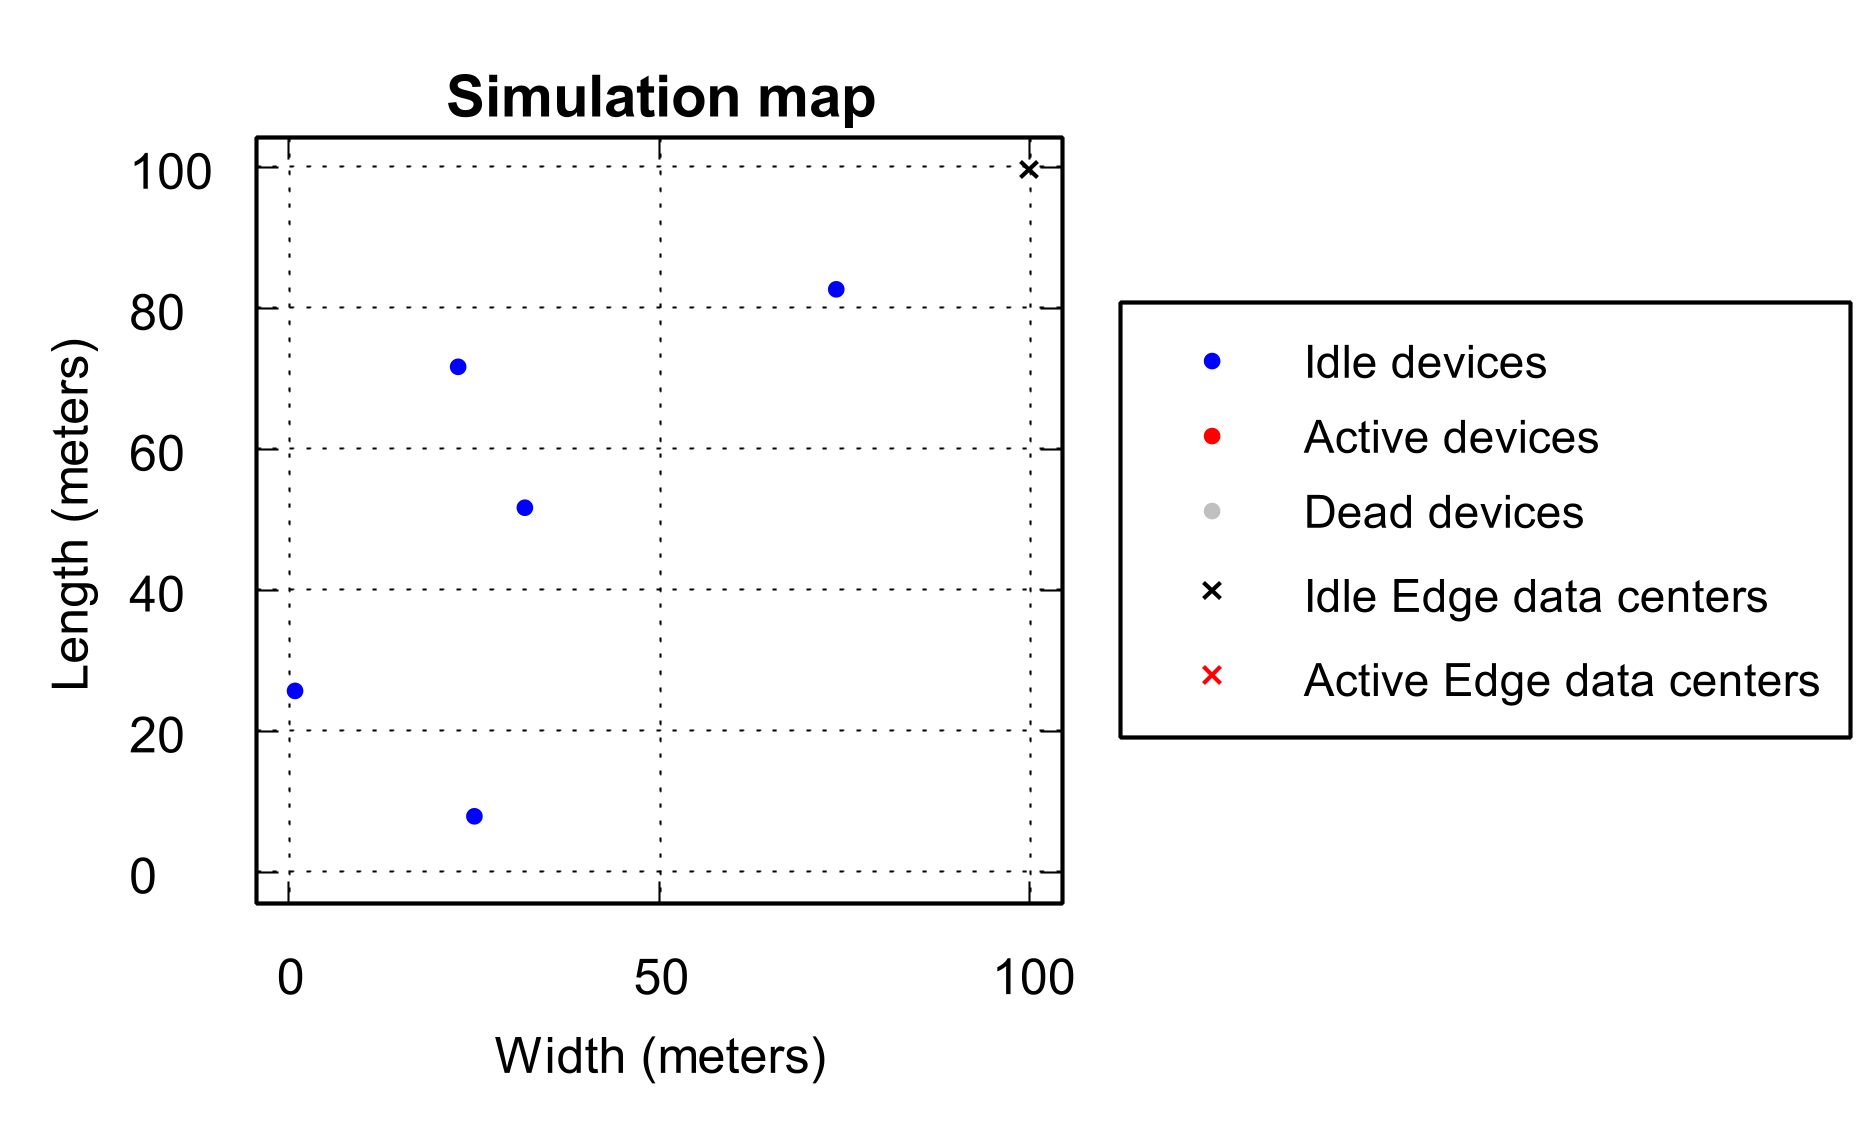 Simulation map
100
80
60
40
20
0
Length (meters)
0 50 100
Width (meters)
Idle devices
Active devices
Dead devices
Idle Edge data centers
Active Edge data centers